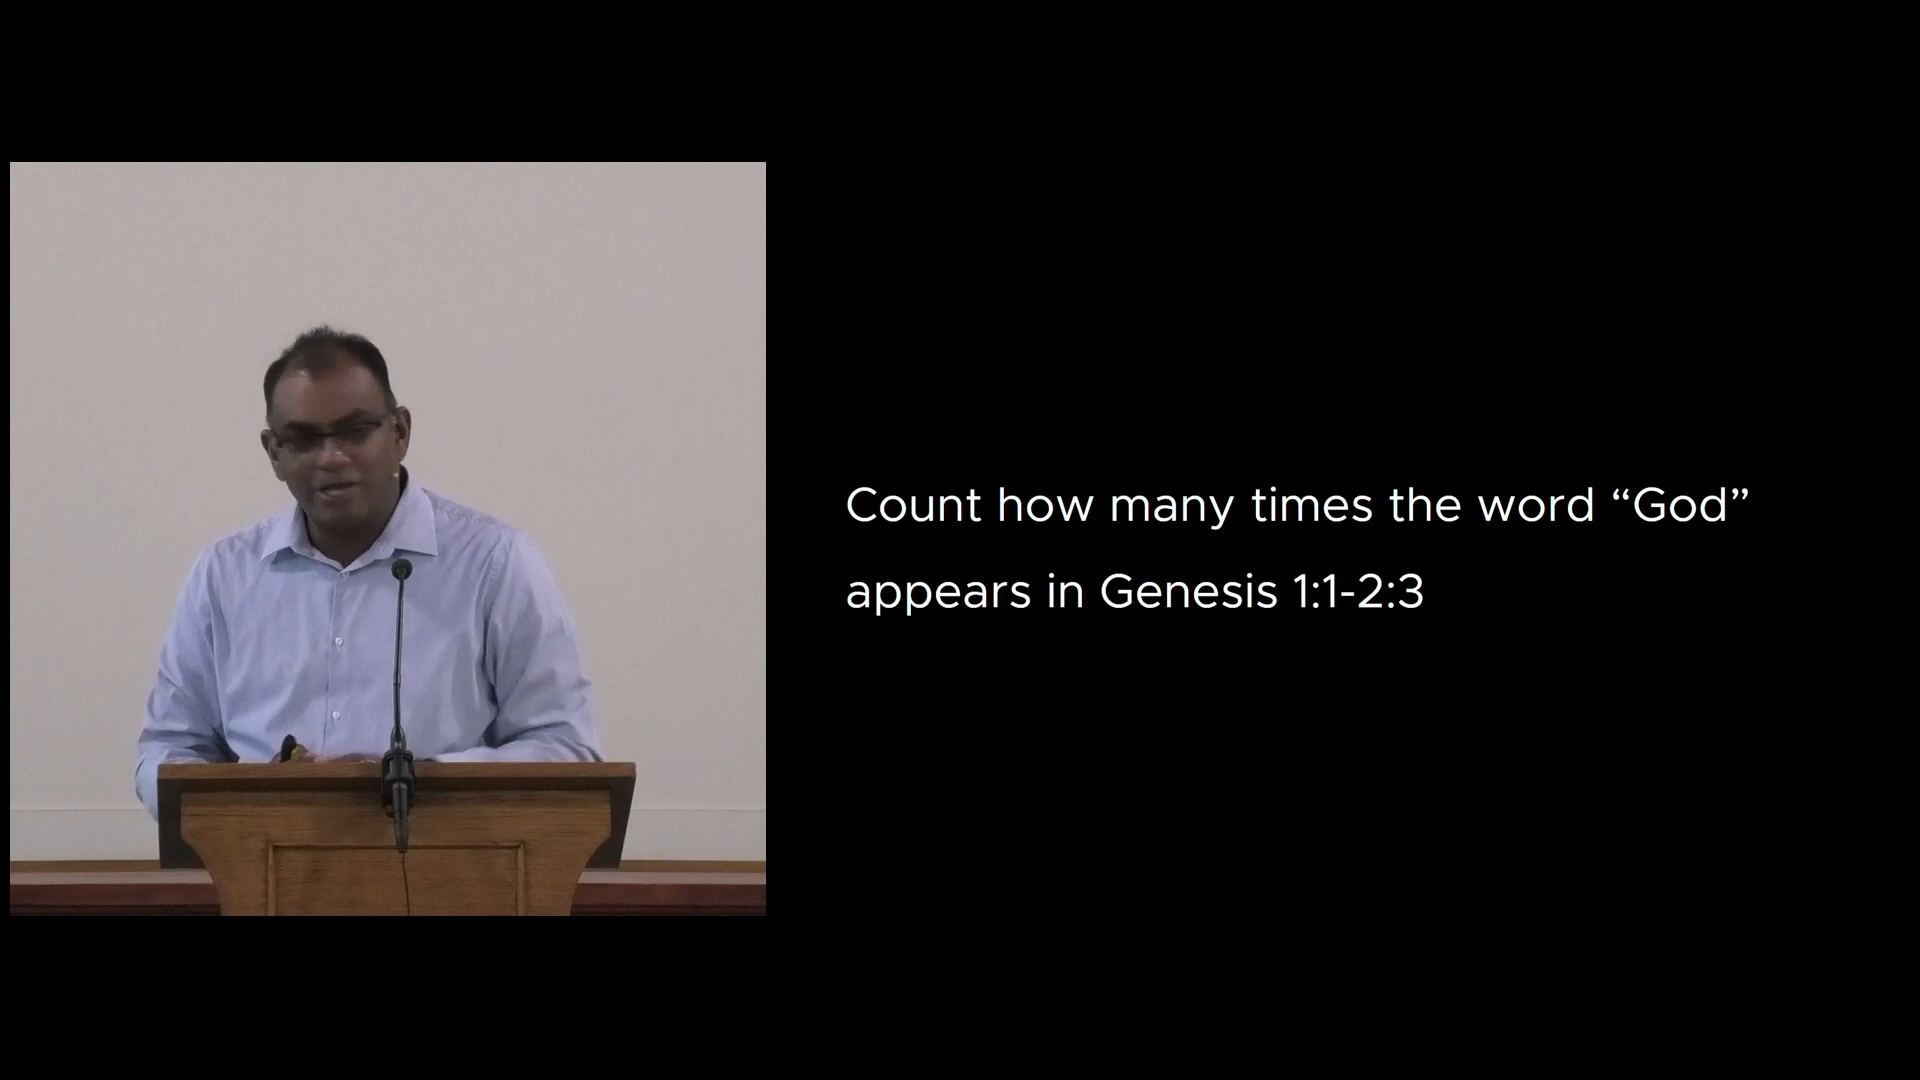 Count how many times the word “God”
appears in Genesis 1:1-2:3